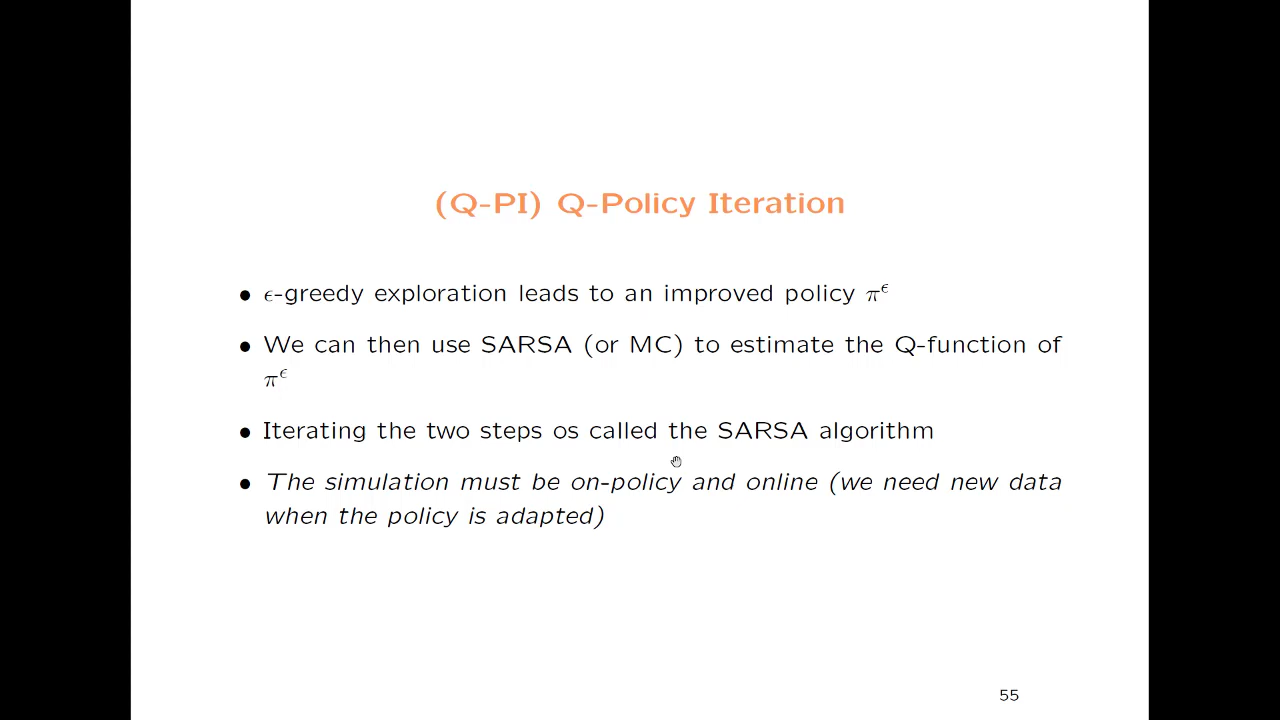 (Q-PI) Q-Policy Iteration
• ϵ-greedy exploration leads to an improved policy π^ϵ
• We can then use SARSA (or MC) to estimate the Q-function of
π^ϵ
• Iterating the two steps os called the SARSA algorithm
• The simulation must be on-policy and online (we need new data
when the policy is adapted)
55